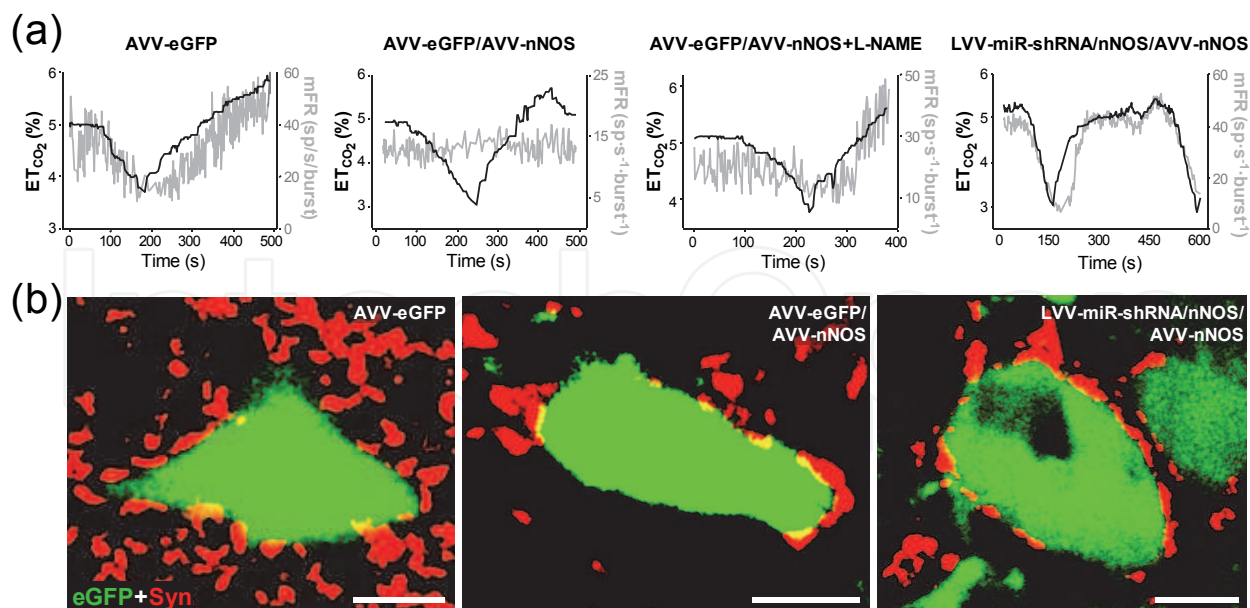 (a)
AVV-eGFP
AVV-eGFP/AVV-nNOS
AVV-eGFP/AVV-nNOS+L-NAME
LVV-miR-shRNA/nNOS/AVV-nNOS
ETCO2 (%)
6
5
4
3
60
40
20
0
mFR (sp/s/burst)
0 100 200 300 400 500
Time (s)
ETCO2 (%)
6
5
4
3
25
15
5
mFR (sp·s-1·burst-1)
0 100 200 300 400 500
Time (s)
ETCO2 (%)
6
5
4
50
30
10
mFR (sp·s-1·burst-1)
0 100 200 300 400
Time (s)
ETCO2 (%)
6
5
4
3
60
40
20
0
mFR (sp·s-1·burst-1)
0 150 300 450 600
Time (s)
(b)
AVV-eGFP
AVV-eGFP/
AVV-nNOS
LVV-miR-shRNA/nNOS/
AVV-nNOS
eGFP+Syn